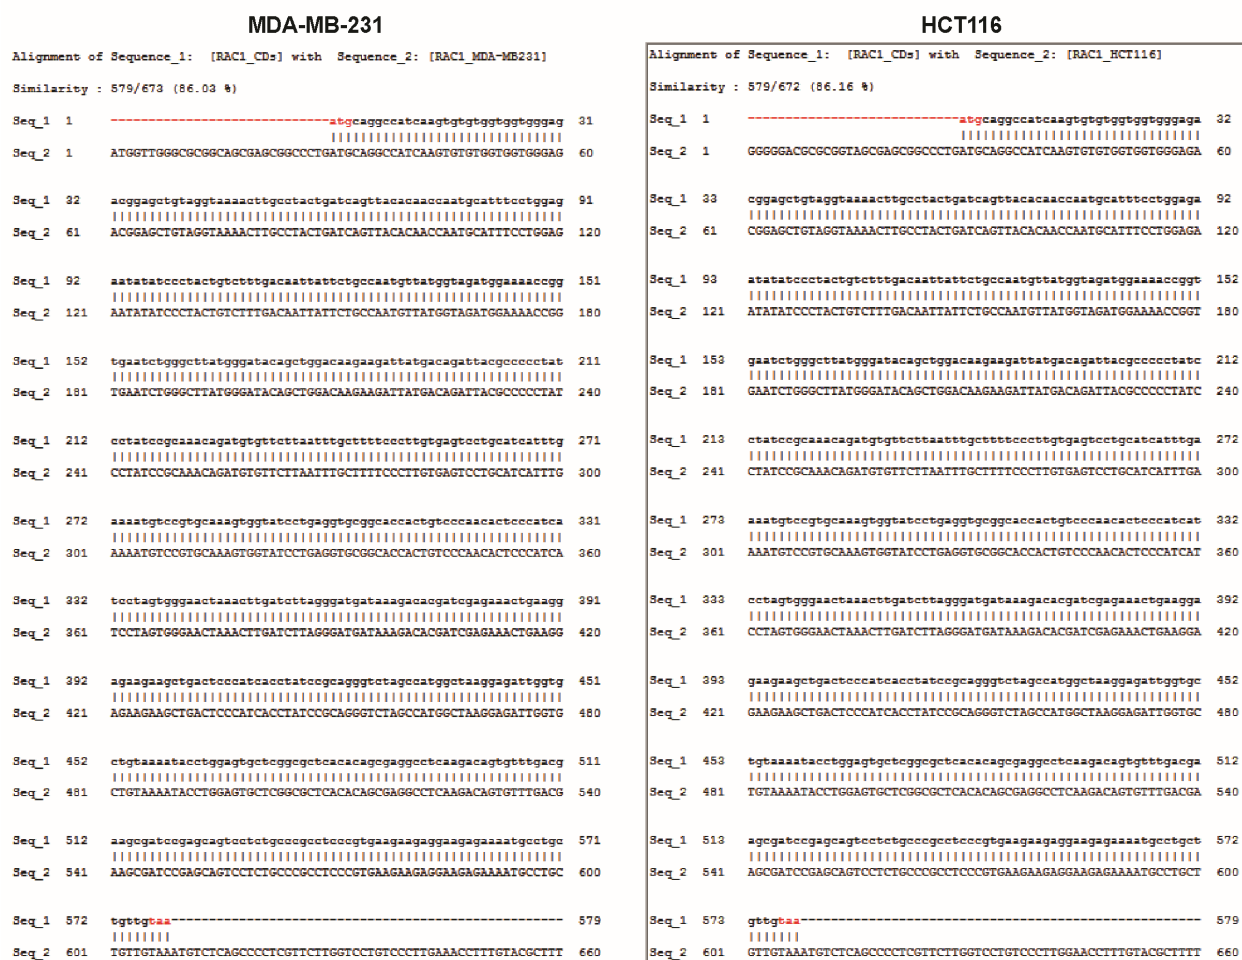 MDA-MB-231
Alignment of Sequence_1: [RAC1_CDs] with Sequence_2: [RAC1_MDA-MB231]
Similarity : 579/673 (86.03 %)
Seq_1 1 -----------------------------atgcaggccatcaagtgtgtggtggtgggag 31
Seq_2 1 ATGGTTGGGCGCGGCAGCGAGCGGCCCTGATGCAGGCCATCAAGTGTGTGGTGGTGGGAG 60
Seq_1 32 acggagctgtaggtaaaacttgcctactgatcagttacacaaccaatgcatttcctggag 91
Seq_2 61 ACGGAGCTGTAGGTAAAACTTGCCTACTGATCAGTTACACAACCAATGCATTTCCTGGAG 120
Seq_1 92 aatatatccctactgtctttgacaattattctgccaatgttatggtagatggaaaaccgg 151
Seq_2 121 AATATATCCCTACTGTCTTTGACAATTATTCTGCCAATGTTATGGTAGATGGAAAACCGG 180
Seq_1 152 tgaatctgggcttatgggatacagctggacaagaagattatgacagattacgccccctat 211
Seq_2 181 TGAATCTGGGCTTATGGGATACAGCTGGACAAGAAGATTATGACAGATTACGCCCCCTAT 240
Seq_1 212 cctatccgcaaacagatgtgttcttaatttgcttttcccttgtgagtcctgcatcatttg 271
Seq_2 241 CCTATCCGCAAACAGATGTGTTCTTAATTTGCTTTTCCCTTGTGAGTCCTGCATCATTTG 300
Seq_1 272 aaaatgtccgtgcaaagtggtatcctgaggtgcggcaccactgtcccaacactcccatca 331
Seq_2 301 AAAATGTCCGTGCAAAGTGGTATCCTGAGGTGCGGCACCACTGTCCCAACACTCCCATCA 360
Seq_1 332 tcctagtgggaactaaacttgatcttagggatgataaagacacgatcgagaaactgaagg 391
Seq_2 361 TCCTAGTGGGAACTAAACTTGATCTTAGGGATGATAAAGACACGATCGAGAAACTGAAGG 420
Seq_1 392 agaagaagctgactcccatcacctatccgcagggtctagccatggctaaggagattggtg 451
Seq_2 421 AGAAGAAGCTGACTCCCATCACCTATCCGCAGGGTCTAGCCATGGCTAAGGAGATTGGTG 480
Seq_1 452 ctgtaaaatacctggagtgctcggcgctcacacagcgaggcctcaagacagtgtttgacg 511
Seq_2 481 CTGTAAAATACCTGGAGTGCTCGGCGCTCACACAGCGAGGCCTCAAGACAGTGTTTGACG 540
Seq_1 512 aagcgatccgagcagtcctctgcccgcctcccgtgaagaagaggaagagaaaatgcctgc 571
Seq_2 541 AAGCGATCCGAGCAGTCCTCTGCCCGCCTCCCGTGAAGAAGAGGAAGAGAAAATGCCTGC 600
Seq_1 572 tgttgtaa---------------------------------------------------- 579
Seq_2 601 TGTTGTAAATGTCTCAGCCCCTCGTTCTTGGTCCTGTCCCTTGAAACCTTTGTACGCTTT 660
HCT116
Alignment of Sequence_1: [RAC1_CDs] with Sequence_2: [RAC1_HCT116]
Similarity : 579/672 (86.16 %)
Seq_1 1 ----------------------------atgcaggccatcaagtgtgtggtggtgggaga 32
Seq_2 1 GGGGGACGCGCGGTAGCGAGCGGCCCTGATGCAGGCCATCAAGTGTGTGGTGGTGGGAGA 60
Seq_1 33 cggagctgtaggtaaaacttgcctactgatcagttacacaaccaatgcatttcctggaga 92
Seq_2 61 CGGAGCTGTAGGTAAAACTTGCCTACTGATCAGTTACACAACCAATGCATTTCCTGGAGA 120
Seq_1 93 atatatccctactgtctttgacaattattctgccaatgttatggtagatggaaaaccggt 152
Seq_2 121 ATATATCCCTACTGTCTTTGACAATTATTCTGCCAATGTTATGGTAGATGGAAAACCGGT 180
Seq_1 153 gaatctgggcttatgggatacagctggacaagaagattatgacagattacgccccctatc 212
Seq_2 181 GAATCTGGGCTTATGGGATACAGCTGGACAAGAAGATTATGACAGATTACGCCCCCTATC 240
Seq_1 213 ctatccgcaaacagatgtgttcttaatttgcttttcccttgtgagtcctgcatcatttga 272
Seq_2 241 CTATCCGCAAACAGATGTGTTCTTAATTTGCTTTTCCCTTGTGAGTCCTGCATCATTTGA 300
Seq_1 273 aaatgtccgtgcaaagtggtatcctgaggtgcggcaccactgtcccaacactcccatcat 332
Seq_2 301 AAATGTCCGTGCAAAGTGGTATCCTGAGGTGCGGCACCACTGTCCCAACACTCCCATCAT 360
Seq_1 333 cctagtgggaactaaacttgatcttagggatgataaagacacgatcgagaaactgaagga 392
Seq_2 361 CCTAGTGGGAACTAAACTTGATCTTAGGGATGATAAAGACACGATCGAGAAACTGAAGGA 420
Seq_1 393 gaagaagctgactcccatcacctatccgcagggtctagccatggctaaggagattggtgc 452
Seq_2 421 GAAGAAGCTGACTCCCATCACCTATCCGCAGGGTCTAGCCATGGCTAAGGAGATTGGTGC 480
Seq_1 453 tgtaaaatacctggagtgctcggcgctcacacagcgaggcctcaagacagtgtttgacga 512
Seq_2 481 TGTAAAATACCTGGAGTGCTCGGCGCTCACACAGCGAGGCCTCAAGACAGTGTTTGACGA 540
Seq_1 513 agcgatccgagcagtcctctgcccgcctcccgtgaagaagaggaagagaaaatgcctgct 572
Seq_2 541 AGCGATCCGAGCAGTCCTCTGCCCGCCTCCCGTGAAGAAGAGGAAGAGAAAATGCCTGCT 600
Seq_1 573 gttgtaa----------------------------------------------------- 579
Seq_2 601 GTTGTAAATGTCTCAGCCCCTCGTTCTTGGTCCTGTCCCTTGGAACCTTTGTACGCTTTT 660